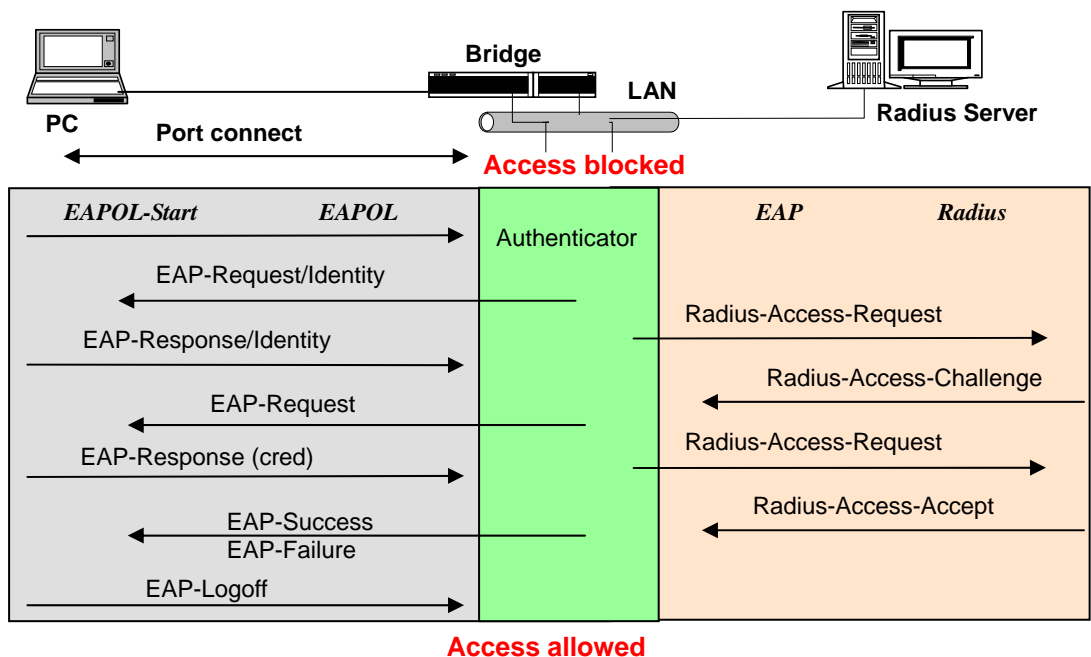 Bridge
LAN
Radius Server
PC
Port connect
Access blocked
EAPOL-Start EAPOL
EAP Radius
Authenticator
EAP-Request/Identity
Radius-Access-Request
EAP-Response/Identity
Radius-Access-Challenge
EAP-Request
Radius-Access-Request
EAP-Response (cred)
Radius-Access-Accept
EAP-Success
EAP-Failure
EAP-Logoff
Access allowed